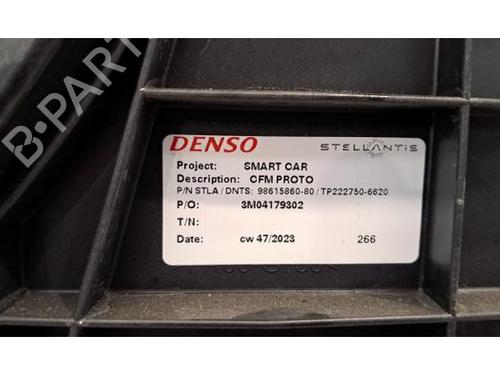 B-PARTS
DENSO
STELLANTIS
Project: SMART CAR
Description: CFM PROTO
P/N STLA / DNTS: 98615860-80 / TP222750-6620
P/O: 3M04179302
T/N:
Date: cw 47/2023 266